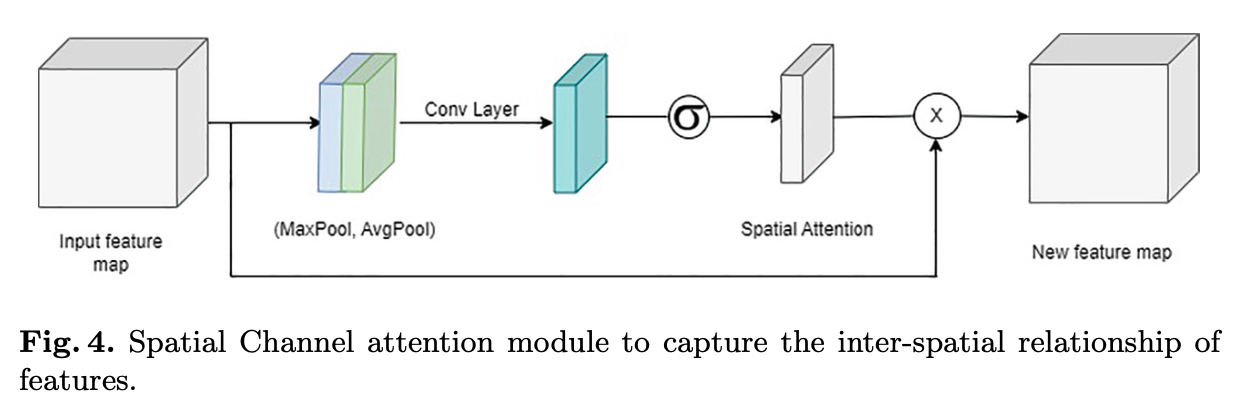 Conv Layer
σ
X
(MaxPool, AvgPool)
Spatial Attention
Input feature
map
New feature map
Fig. 4. Spatial Channel attention module to capture the inter-spatial relationship of
features.